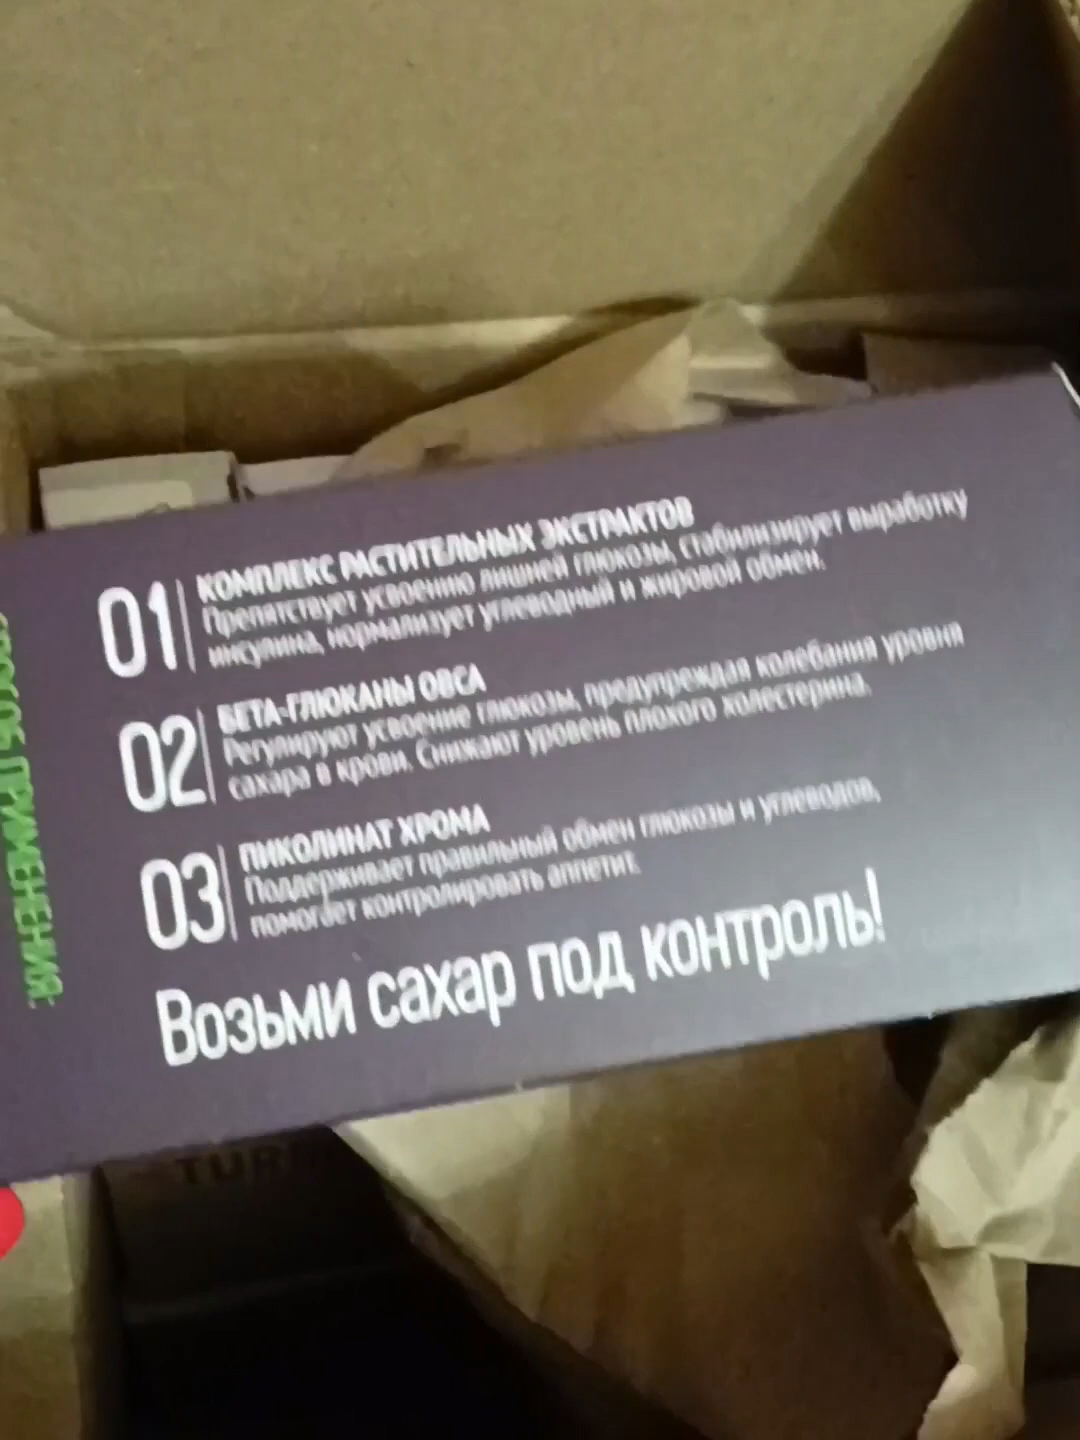 01
КОМПЛЕКС РАСТИТЕЛЬНЫХ ЭКСТРАКТОВ
Препятствует усвоению лишней глюкозы, стабилизирует выработку
инсулина, нормализует углеводный и жировой обмен.
02
БЕТА-ГЛЮКАНЫ ОВСА
Регулируют усвоение глюкозы, предупреждая колебания уровня
сахара в крови. Снижают уровень плохого холестерина.
03
ПИКОЛИНАТ ХРОМА
Поддерживает правильный обмен глюкозы и углеводов,
помогает контролировать аппетит.
Возьми сахар под контроль!
СПОСОБ ПРИМЕНЕНИЯ: